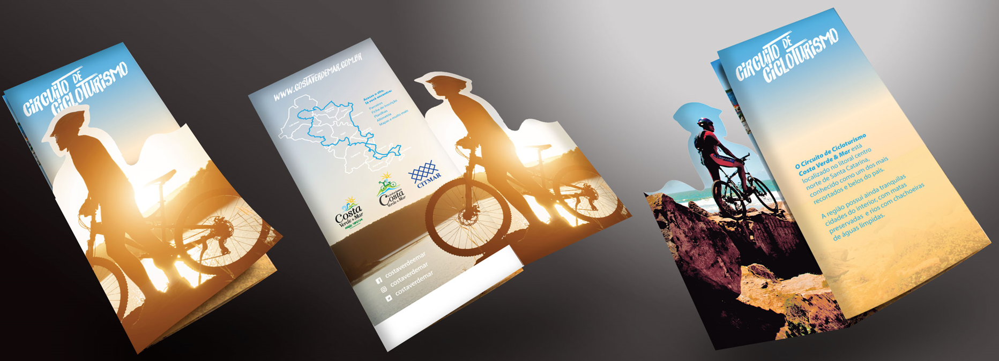 CIRCUITO DE
CICLOTURISMO
WWW.COSTAVERDEMAR.COM.BR
Acesse o site,
lá você encontra:
Parceiros
Ficha de inscrição
Planilhas
Altimetria
Mapas e muito mais
Costa
Verde & Mar
cicloturismo
Costa
Verde & Mar
CITMAR
costaverdeemar
costaverdemar
costaverdemar
CIRCUITO DE
CICLOTURISMO
O Circuito de Cicloturismo
Costa Verde & Mar está
localizado no litoral centro
norte de Santa Catarina,
conhecido como um dos mais
recortados e belos do país.
A região possui ainda tranquilas
cidades do interior, com matas
preservadas e rios com chachoeiras
de águas límpidas.